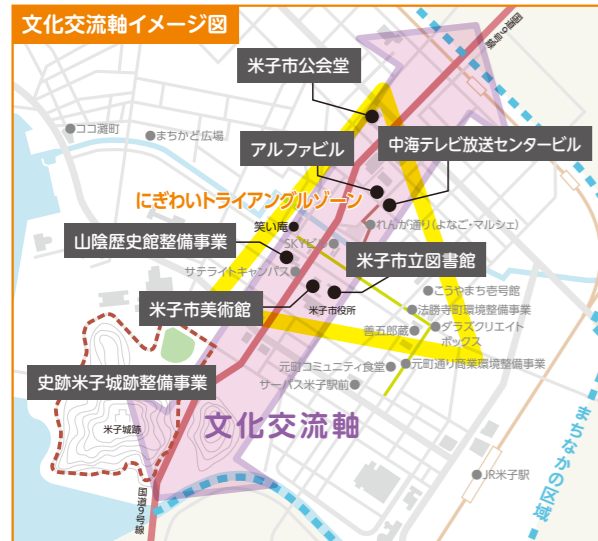 文化交流軸イメージ図
国道9号線
米子市公会堂
ココ灘町
まちかど広場
アルファビル
中海テレビ放送センタービル
にぎわいトライアングルゾーン
笑い庵
れんが通り(よなご・マルシェ)
SKYビル
山陰歴史館整備事業
サテライトキャンパス
米子市立図書館
こうやまち壱号館
米子市美術館
米子市役所
法勝寺町環境整備事業
善五郎蔵
ダラズクリエイト
ボックス
元町コミュニティ食堂
元町通り商業環境整備事業
史跡米子城跡整備事業
サーパス米子駅前
米子城跡
文化交流軸
まちなかの区域
JR米子駅
国道9号線